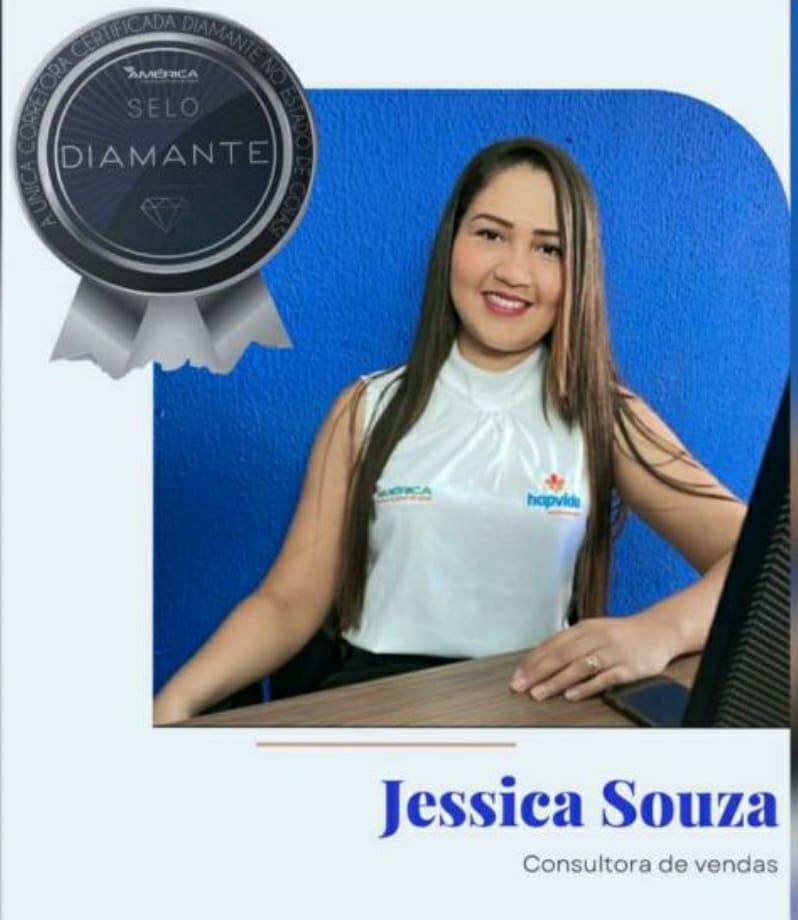 A ÚNICA CORRETORA CERTIFICADA DIAMANTE NO ESTADO DE GOIÁS!
AMÉRICA
SELO
DIAMANTE
AMÉRICA
hapvida
Jessica Souza
Consultora de vendas